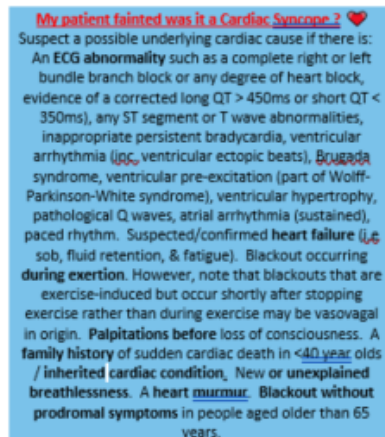 My patient fainted was it a Cardiac Syncope ?
Suspect a possible underlying cardiac cause if there is:
An ECG abnormality such as a complete right or left
bundle branch block or any degree of heart block,
evidence of a corrected long QT > 450ms or short QT <
350ms), any ST segment or T wave abnormalities,
inappropriate persistent bradycardia, ventricular
arrhythmia (inc. ventricular ectopic beats), Brugada
syndrome, ventricular pre-excitation (part of Wolff-
Parkinson-White syndrome), ventricular hypertrophy,
pathological Q waves, atrial arrhythmia (sustained),
paced rhythm. Suspected/confirmed heart failure (i.e
sob, fluid retention, & fatigue). Blackout occurring
during exertion. However, note that blackouts that are
exercise-induced but occur shortly after stopping
exercise rather than during exercise may be vasovagal
in origin. Palpitations before loss of consciousness. A
family history of sudden cardiac death in <40 year olds
/ inherited cardiac condition. New or unexplained
breathlessness. A heart murmur. Blackout without
prodromal symptoms in people aged older than 65
years.